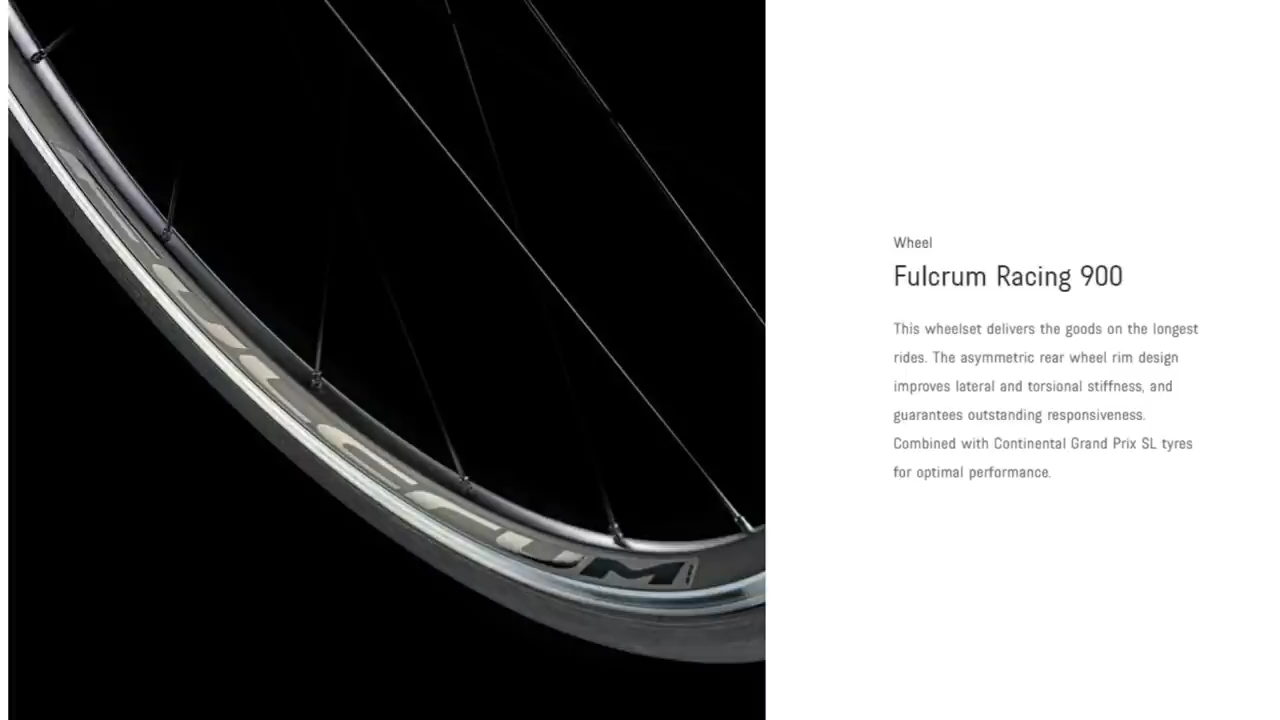 FULCRUM
Wheel
Fulcrum Racing 900
This wheelset delivers the goods on the longest
rides. The asymmetric rear wheel rim design
improves lateral and torsional stiffness, and
guarantees outstanding responsiveness.
Combined with Continental Grand Prix SL tyres
for optimal performance.